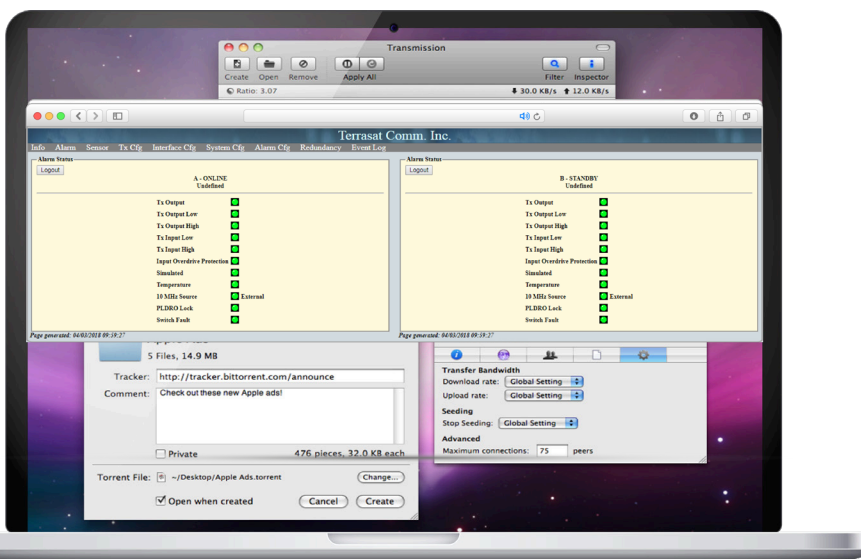 Transmission
Create Open Remove Apply All Filter Inspector
Ratio: 3.07 30.0 KB/s 12.0 KB/s
Terrasat Comm. Inc.
Info Alarm Sensor Tx Cfg Interface Cfg System Cfg Alarm Cfg Redundancy Event Log
Alarm Status
Logout
A - ONLINE
Undefined
Tx Output
Tx Output Low
Tx Output High
Tx Input Low
Tx Input High
Input Overdrive Protection
Simulated
Temperature
10 MHz Source External
PLDRO Lock
Switch Fault
Page generated: 04/03/2018 09:59:27
Alarm Status
Logout
B - STANDBY
Undefined
Tx Output
Tx Output Low
Tx Output High
Tx Input Low
Tx Input High
Input Overdrive Protection
Simulated
Temperature
10 MHz Source External
PLDRO Lock
Switch Fault
Page generated: 04/03/2018 09:59:27
5 Files, 14.9 MB
Tracker: http://tracker.bittorrent.com/announce
Comment: Check out these new Apple ads!
Private 476 pieces, 32.0 KB each
Torrent File: ~/Desktop/Apple Ads.torrent Change...
Open when created Cancel Create
Transfer Bandwidth
Download rate: Global Setting
Upload rate: Global Setting
Seeding
Stop Seeding: Global Setting
Advanced
Maximum connections: 75 peers